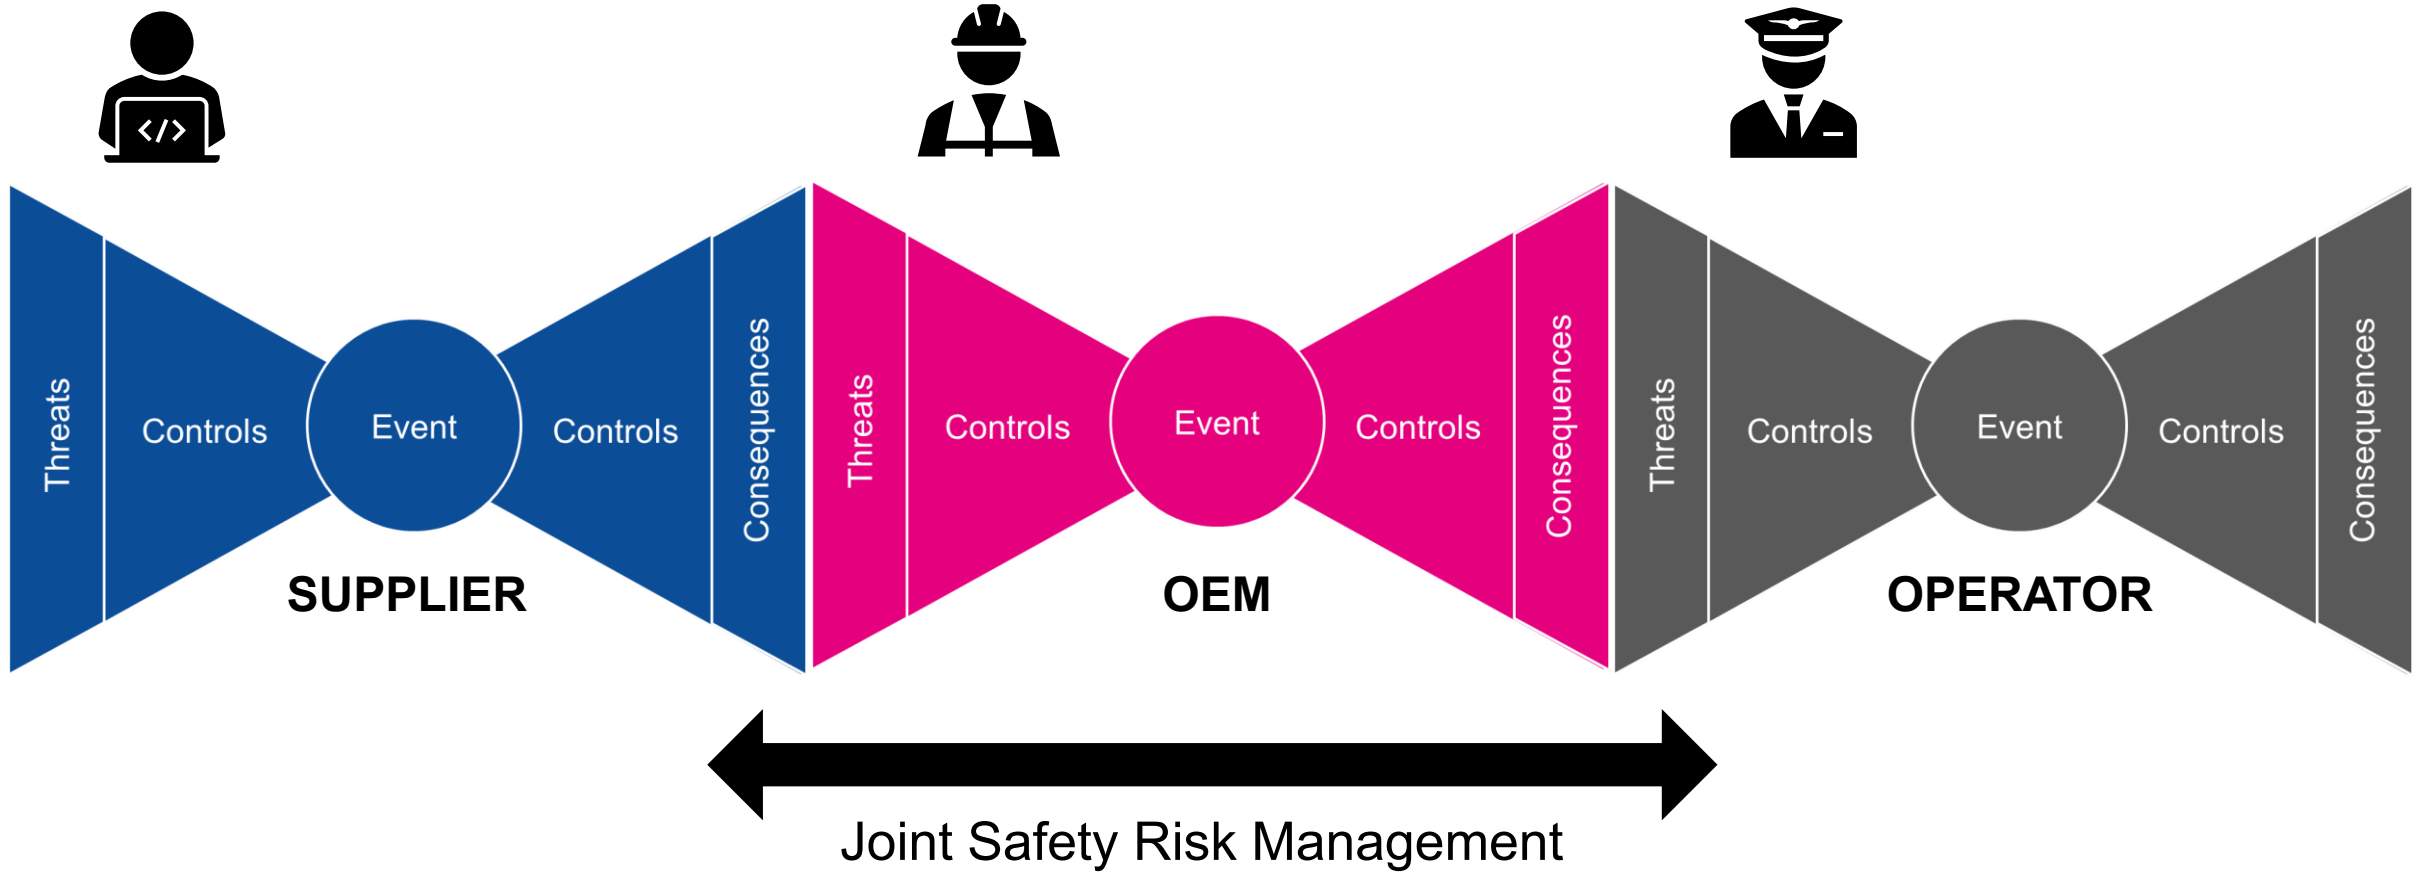 </>
Threats
Controls
Event
Controls
Consequences
SUPPLIER
Threats
Controls
Event
Controls
Consequences
OEM
Threats
Controls
Event
Controls
Consequences
OPERATOR
Joint Safety Risk Management